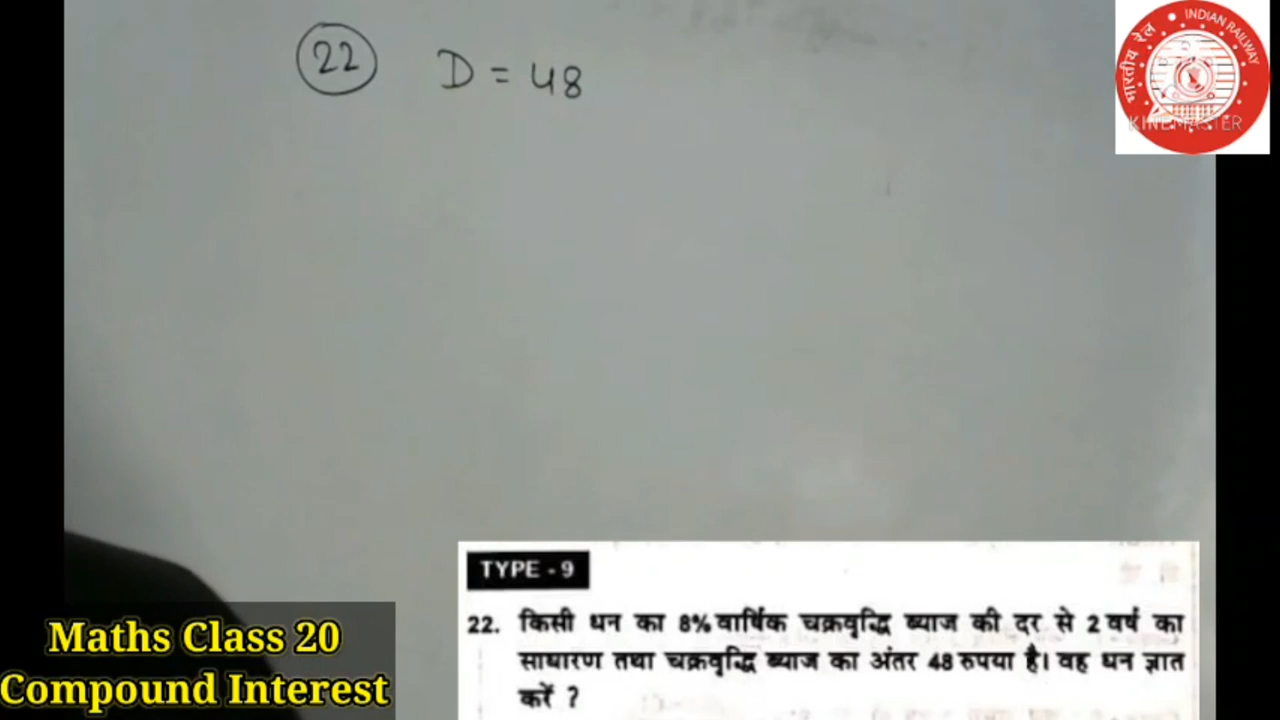 22 D = 48
भारतीय रेल
INDIAN RAILWAY
KINEMASTER
TYPE - 9
22. किसी धन का 8% वार्षिक चक्रवृद्धि ब्याज की दर से 2 वर्ष का
साधारण तथा चक्रवृद्धि ब्याज का अंतर 48 रुपया है। वह धन ज्ञात
करें ?
Maths Class 20
Compound Interest